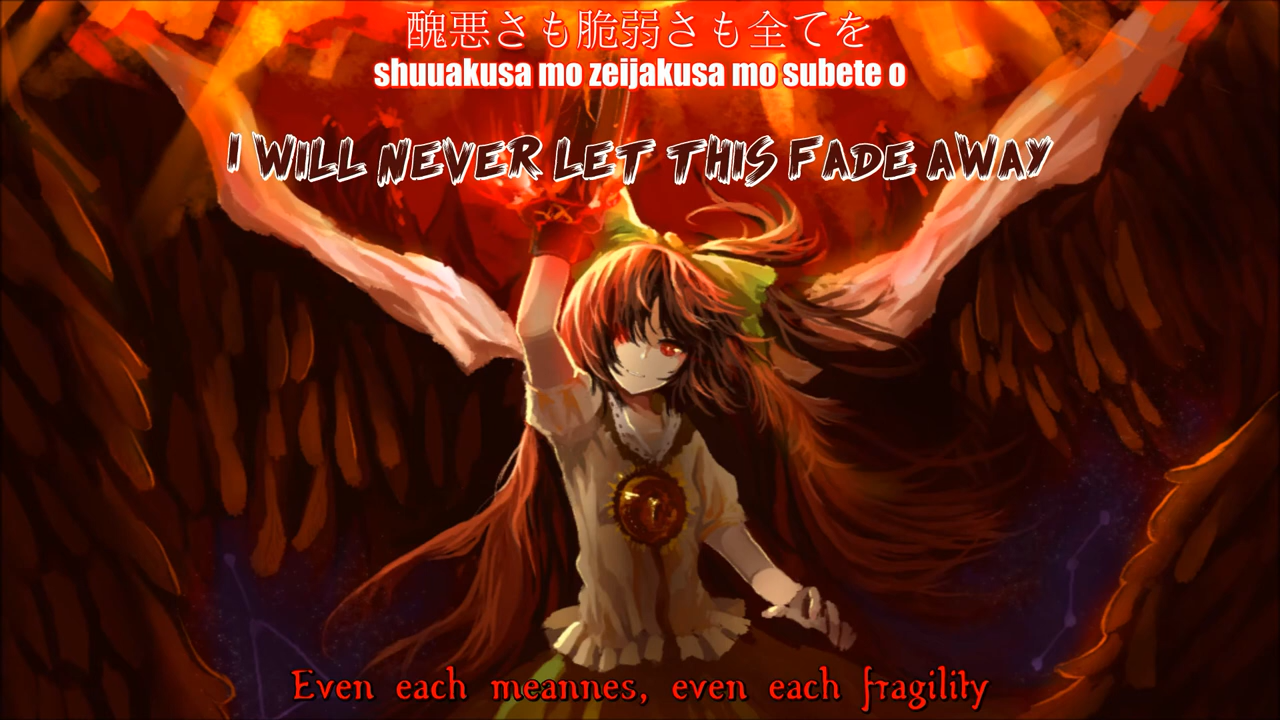 醜悪さも脆弱さも全てを
shuuakusa mo zeijakusa mo subete o
I WILL NEVER LET THIS FADE AWAY
Even each meannes, even each fragility